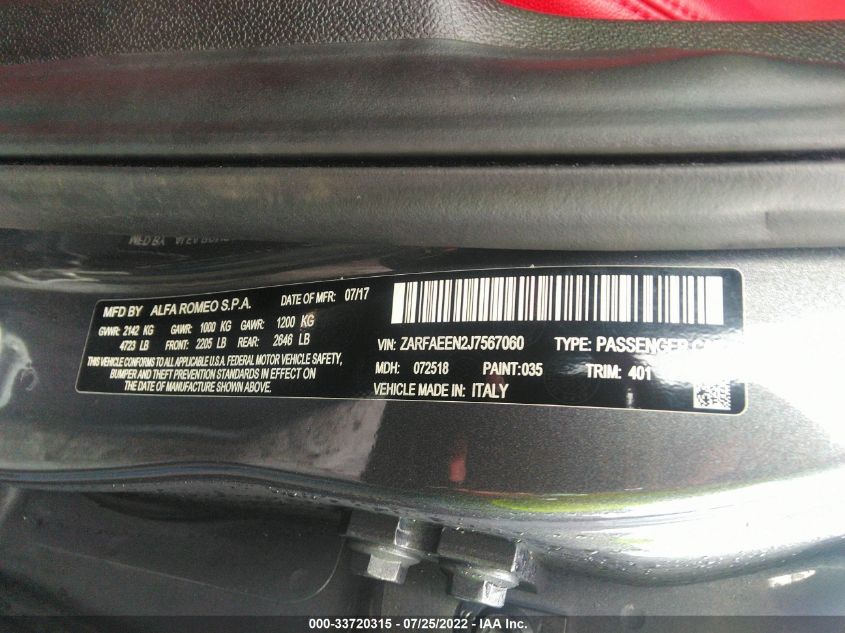 MFD BY ALFA ROMEO S.P.A. DATE OF MFR: 07/17
GVWR: 2142 KG GAWR: 1000 KG GAWR: 1200 KG
4723 LB FRONT: 2205 LB REAR: 2646 LB
THIS VEHICLE CONFORMS TO ALL APPLICABLE U.S.A. FEDERAL MOTOR VEHICLE SAFETY,
BUMPER AND THEFT PREVENTION STANDARDS IN EFFECT ON
THE DATE OF MANUFACTURE SHOWN ABOVE.
VIN: ZARFAEEN2J7567060 TYPE: PASSENGER
MDH: 072518 PAINT:035 TRIM: 401
VEHICLE MADE IN: ITALY
000-33720315 - 07/25/2022 - IAA Inc.